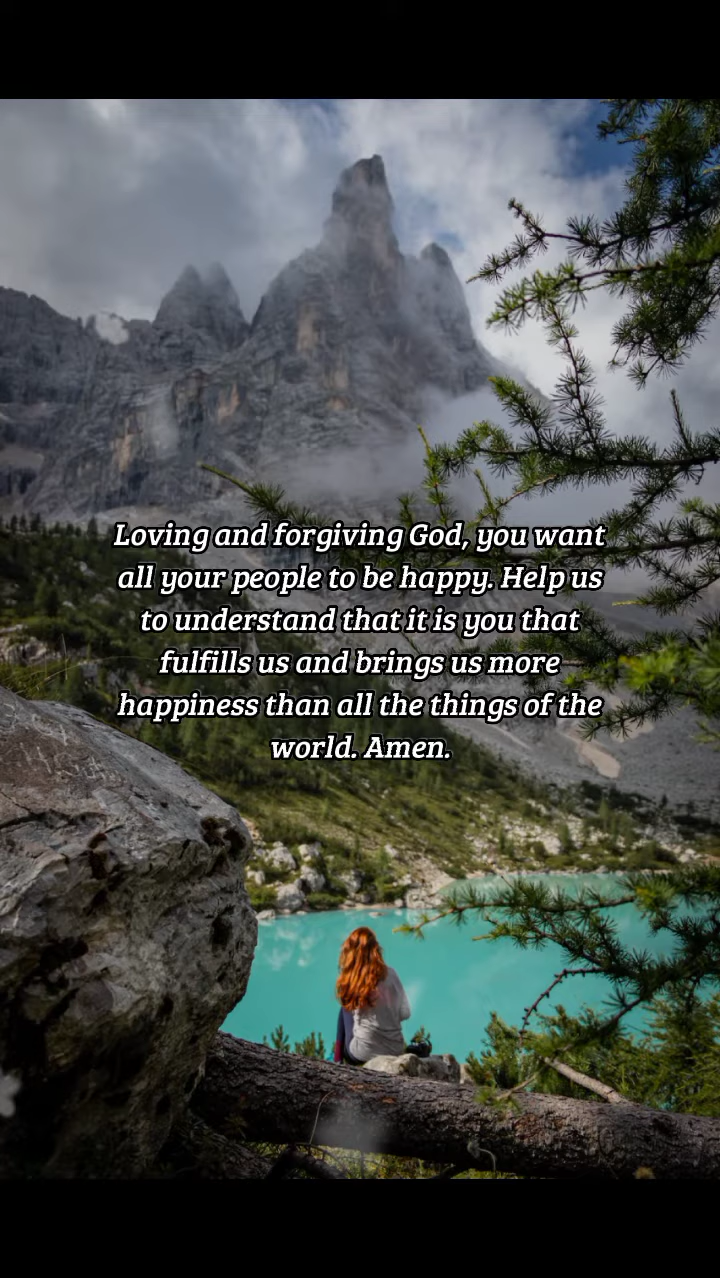 Loving and forgiving God, you want
all your people to be happy. Help us
to understand that it is you that
fulfills us and brings us more
happiness than all the things of the
world. Amen.